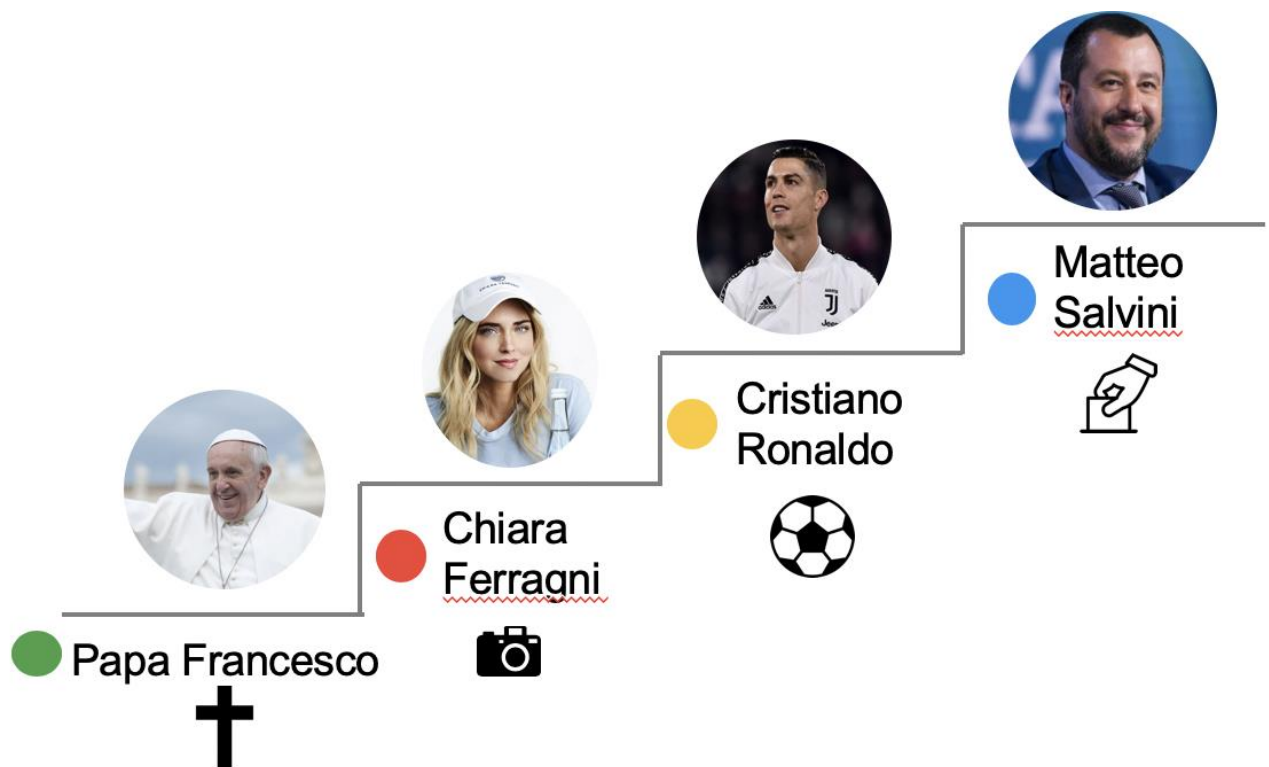 Matteo
Salvini
Cristiano
Ronaldo
Chiara
Ferragni
Papa Francesco